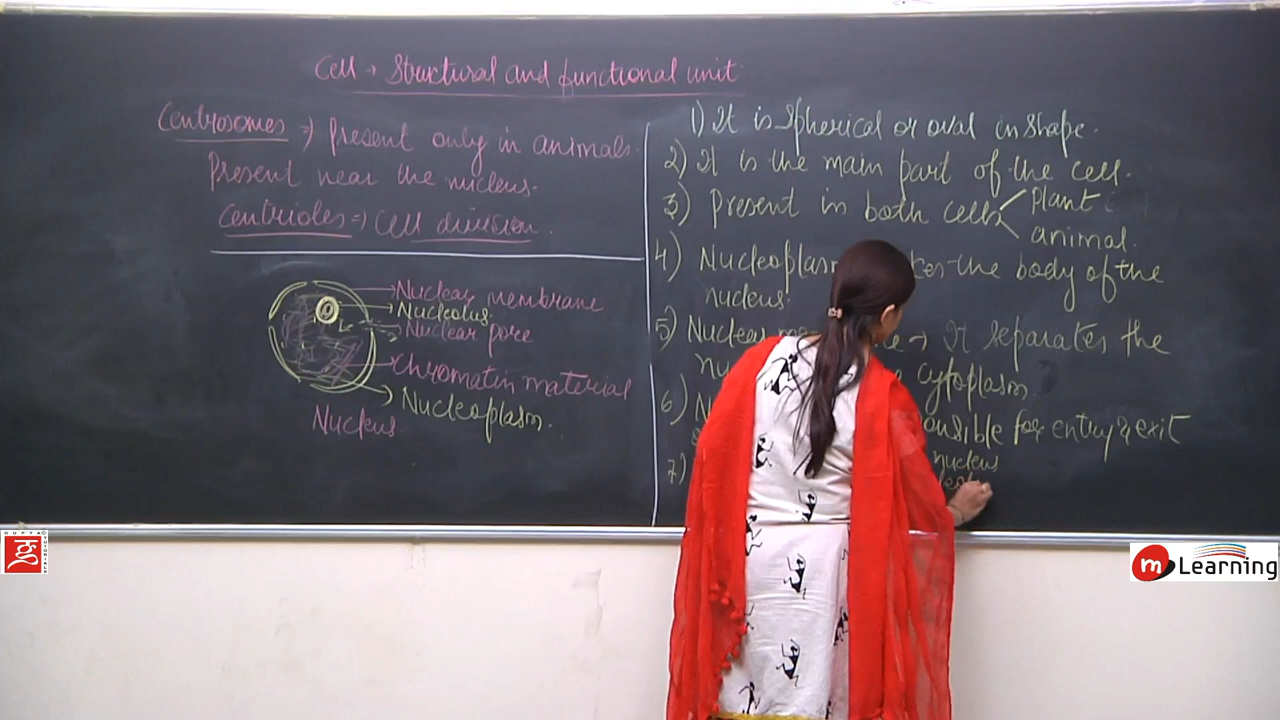 Cell → Structural and functional unit
Centrosomes ⇒ Present only in animals.
Present near the nucleus.
Centrioles ⇒ Cell division.
Nuclear membrane
Nucleolus.
Nuclear pore
Chromatin material
Nucleoplasm.
Nucleus.
1) It is spherical or oval in shape.
2) It is the main part of the cell.
3) Present in both cells
Plant
animal.
4) Nucleoplasm the body of the
nucleus.
5) Nuclear → It separates the
cytoplasm
6) for entry & exit
nucleus
7)
GUPTA TUTORIALS
m Learning